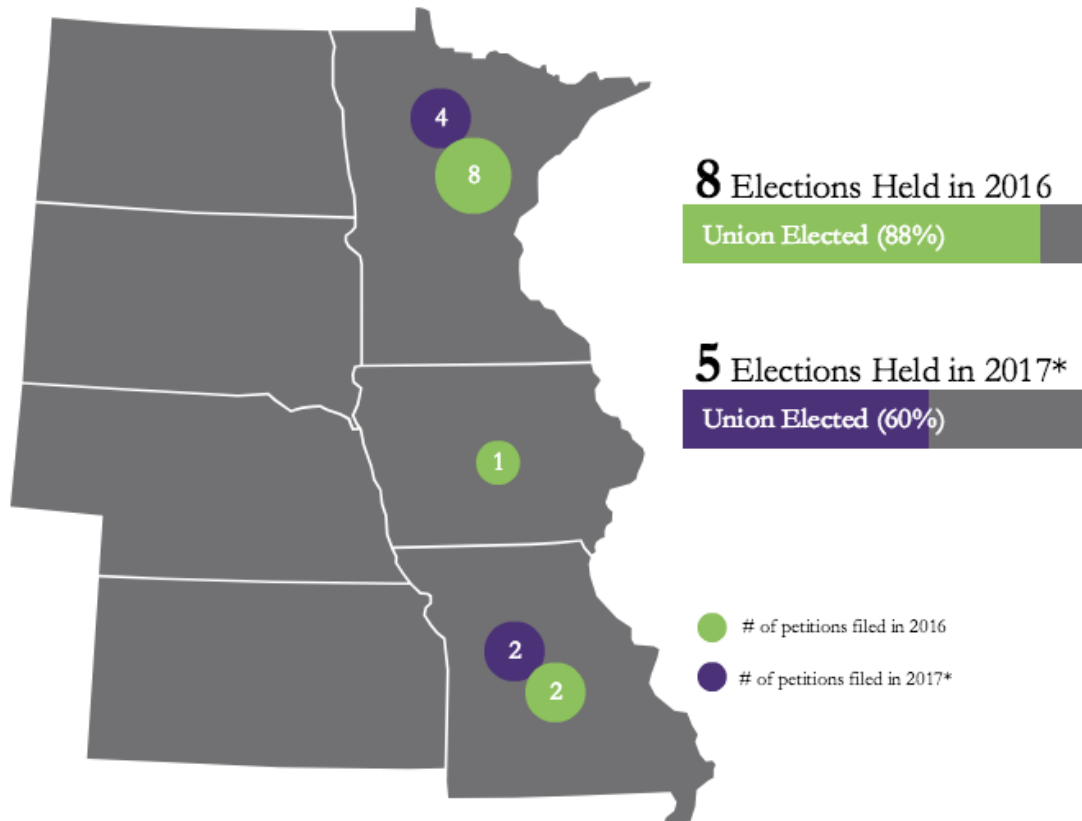 4
8
8 Elections Held in 2016
Union Elected (88%)
5 Elections Held in 2017*
Union Elected (60%)
1
2
2
# of petitions filed in 2016
# of petitions filed in 2017*